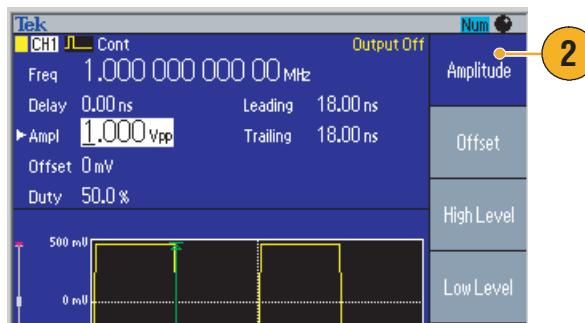 Tek Num
CH1 Cont Output Off
Freq 1.000 000 000 00 MHz
Delay 0.00 ns Leading 18.00 ns
Ampl 1.000 Vpp Trailing 18.00 ns
Offset 0 mV
Duty 50.0 %
500 mV
0 mV
Amplitude
Offset
High Level
Low Level
2